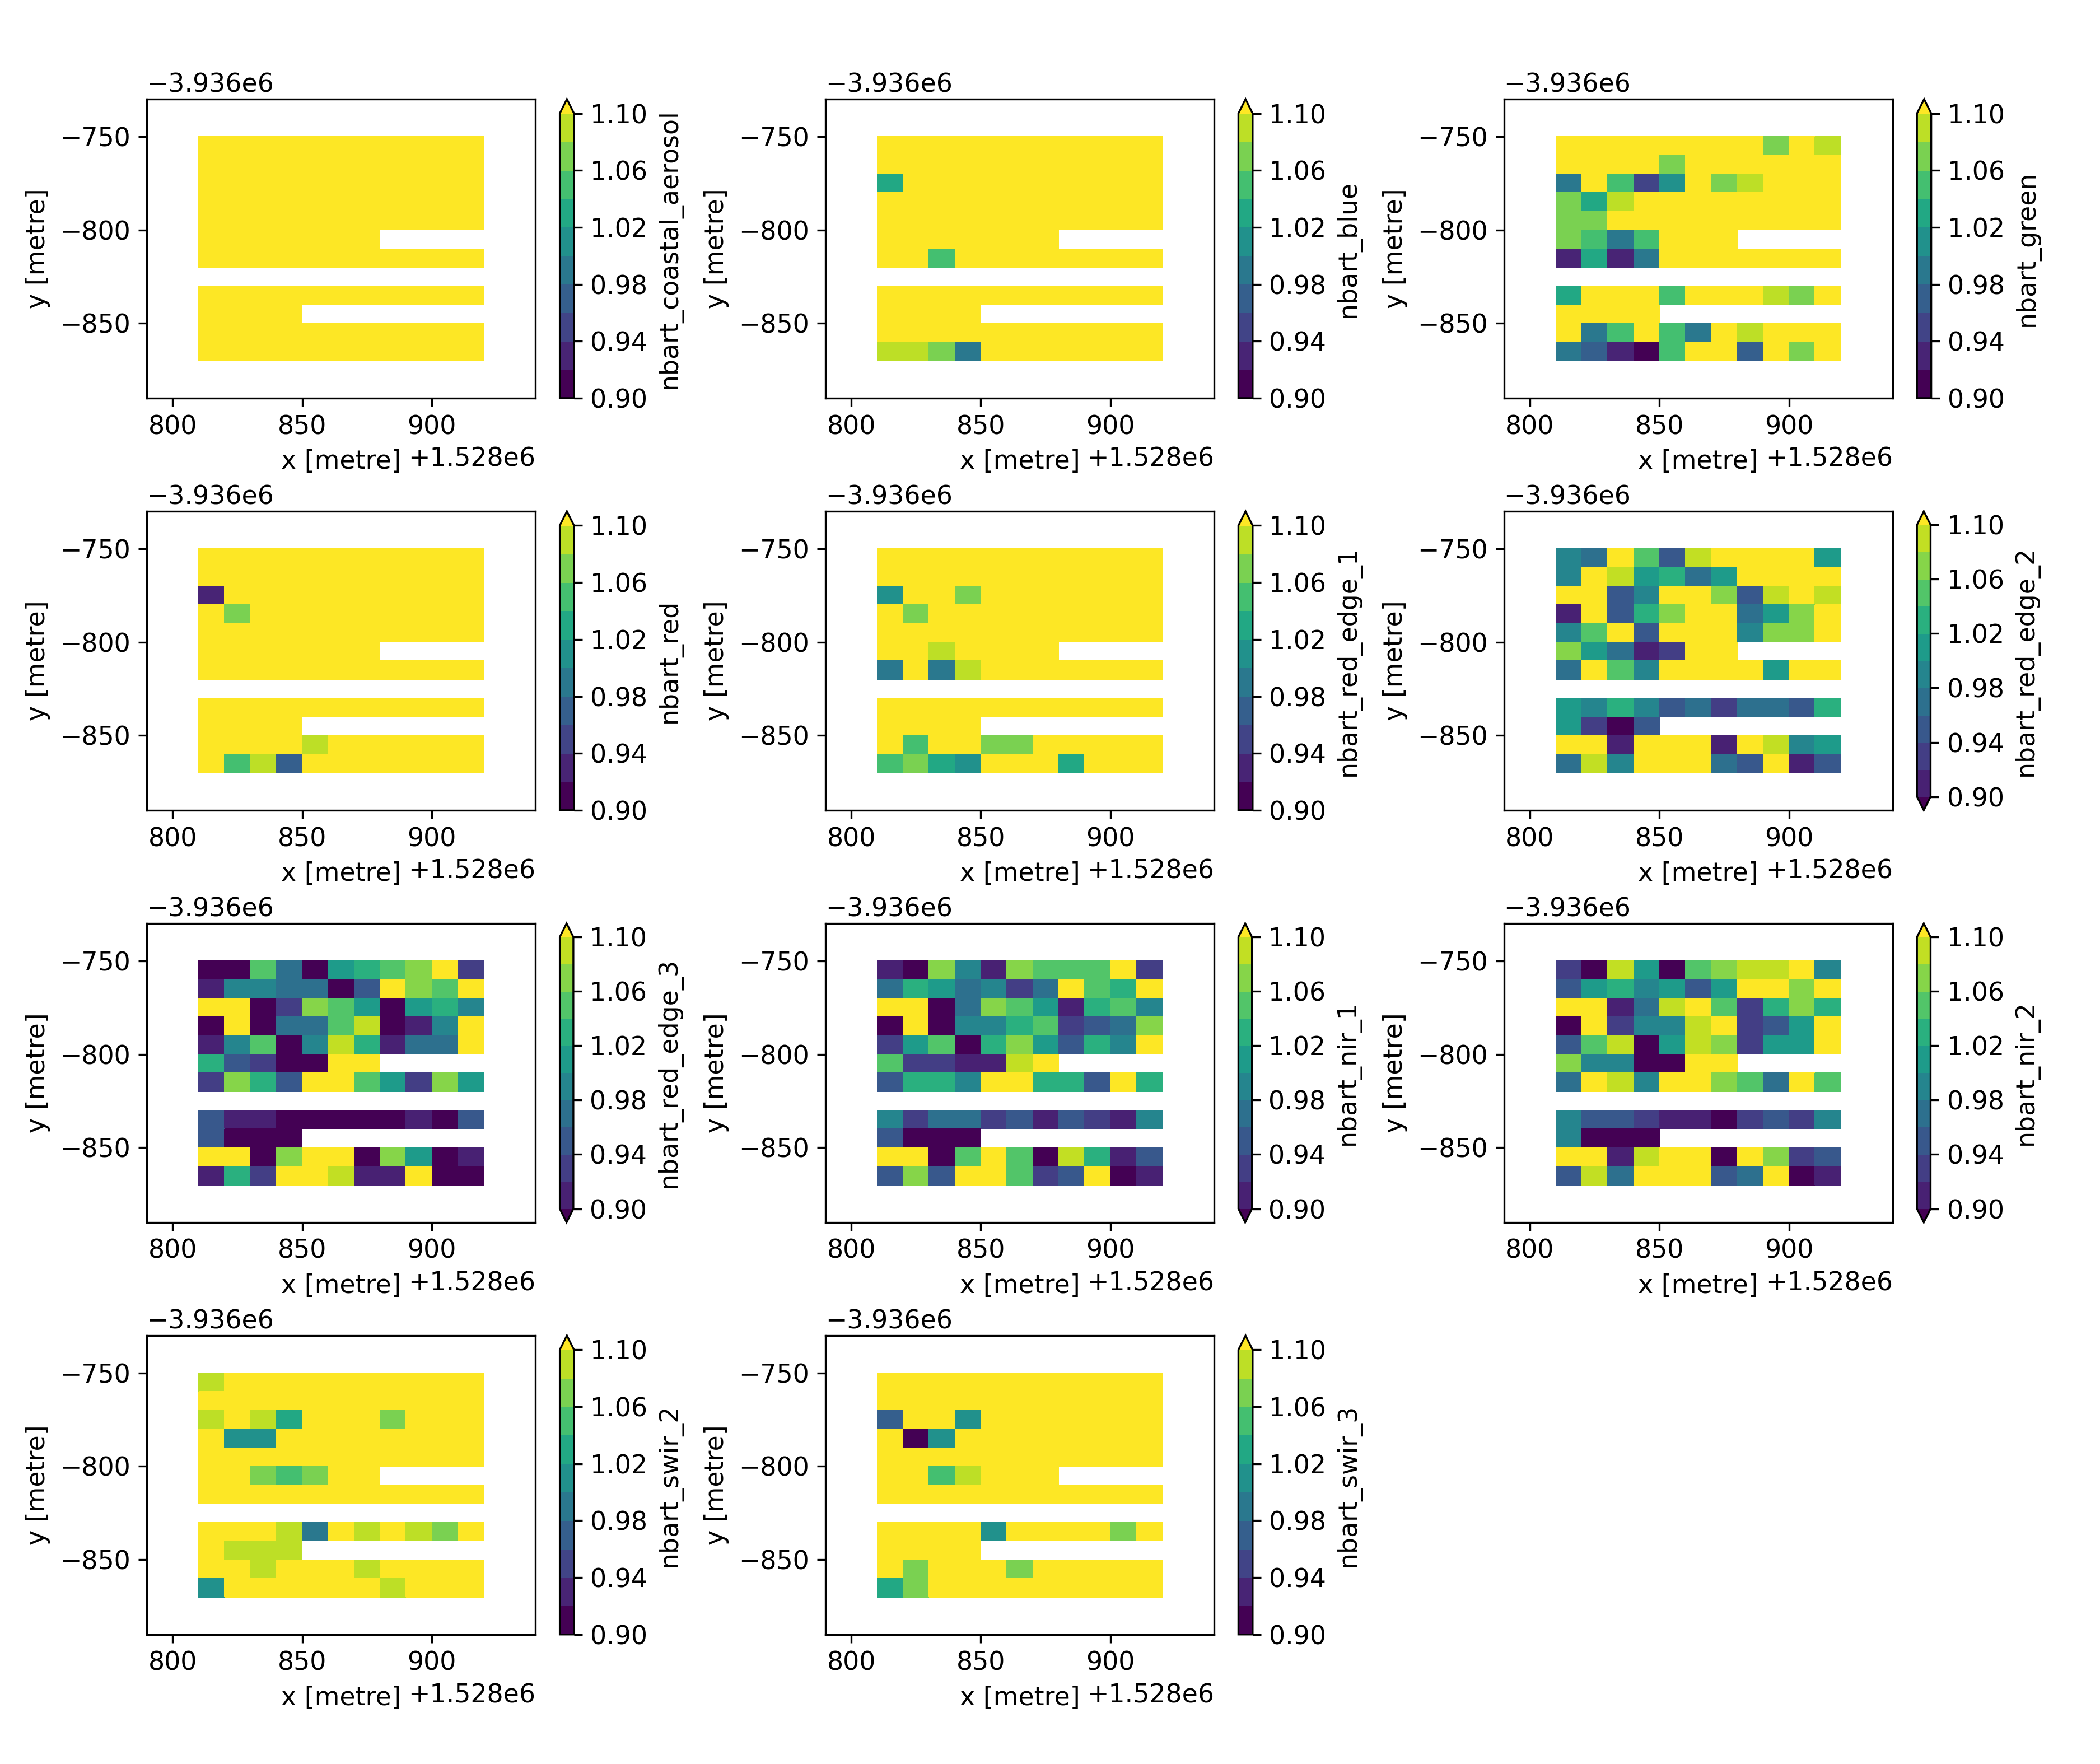 −3.936e6
−750
−800
−850
y [metre]
800
850
900
x [metre]
+1.528e6
1.10
1.06
1.02
0.98
0.94
0.90
nbart_coastal_aerosol
−3.936e6
−750
−800
−850
y [metre]
800
850
900
x [metre]
+1.528e6
1.10
1.06
1.02
0.98
0.94
0.90
nbart_blue
−3.936e6
−750
−800
−850
y [metre]
800
850
900
x [metre]
+1.528e6
1.10
1.06
1.02
0.98
0.94
0.90
nbart_green
−3.936e6
−750
−800
−850
y [metre]
800
850
900
x [metre]
+1.528e6
1.10
1.06
1.02
0.98
0.94
0.90
nbart_red
−3.936e6
−750
−800
−850
y [metre]
800
850
900
x [metre]
+1.528e6
1.10
1.06
1.02
0.98
0.94
0.90
nbart_red_edge_1
−3.936e6
−750
−800
−850
y [metre]
800
850
900
x [metre]
+1.528e6
1.10
1.06
1.02
0.98
0.94
0.90
nbart_red_edge_2
−3.936e6
−750
−800
−850
y [metre]
800
850
900
x [metre]
+1.528e6
1.10
1.06
1.02
0.98
0.94
0.90
nbart_red_edge_3
−3.936e6
−750
−800
−850
y [metre]
800
850
900
x [metre]
+1.528e6
1.10
1.06
1.02
0.98
0.94
0.90
nbart_nir_1
−3.936e6
−750
−800
−850
y [metre]
800
850
900
x [metre]
+1.528e6
1.10
1.06
1.02
0.98
0.94
0.90
nbart_nir_2
−3.936e6
−750
−800
−850
y [metre]
800
850
900
x [metre]
+1.528e6
1.10
1.06
1.02
0.98
0.94
0.90
nbart_swir_2
−3.936e6
−750
−800
−850
y [metre]
800
850
900
x [metre]
+1.528e6
1.10
1.06
1.02
0.98
0.94
0.90
nbart_swir_3